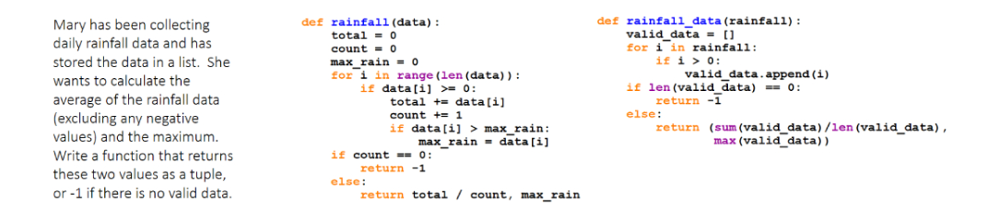 Mary has been collecting
daily rainfall data and has
stored the data in a list. She
wants to calculate the
average of the rainfall data
(excluding any negative
values) and the maximum.
Write a function that returns
these two values as a tuple,
or -1 if there is no valid data.
def rainfall(data):
    total = 0
    count = 0
    max_rain = 0
    for i in range(len(data)):
        if data[i] >= 0:
            total += data[i]
            count += 1
            if data[i] > max_rain:
                max_rain = data[i]
    if count == 0:
        return -1
    else:
        return total / count, max_rain
def rainfall_data(rainfall):
    valid_data = []
    for i in rainfall:
        if i > 0:
            valid_data.append(i)
    if len(valid_data) == 0:
        return -1
    else:
        return (sum(valid_data)/len(valid_data),
                max(valid_data))